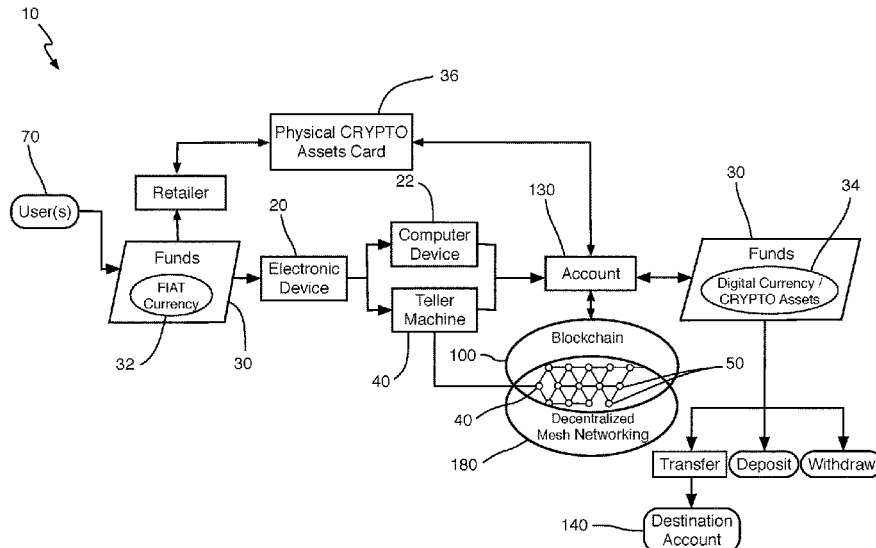 10
36
Physical CRYPTO
Assets Card
70
22
130
30
34
Retailer
20
User(s)
Computer
Device
Funds
Funds
FIAT
Currency
Electronic
Device
Account
Digital Currency /
CRYPTO Assets
Teller
Machine
32
30
40
100
Blockchain
50
40
Decentralized
Mesh Networking
180
Transfer
Deposit
Withdraw
140
Destination
Account